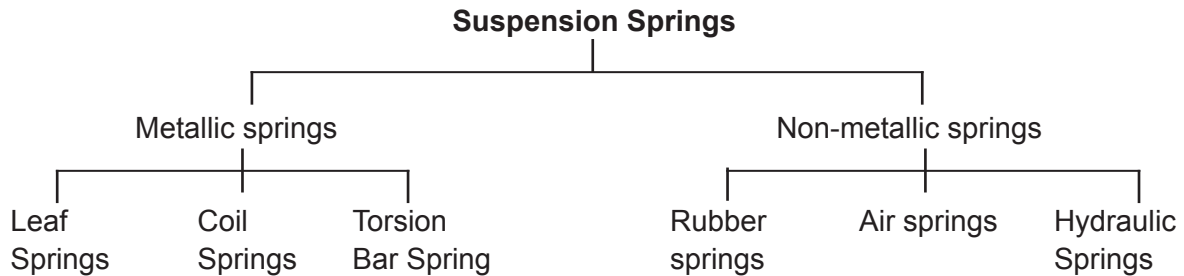 Suspension Springs
Metallic springs
Non-metallic springs
Leaf
Springs
Coil
Springs
Torsion
Bar Spring
Rubber
springs
Air springs
Hydraulic
Springs